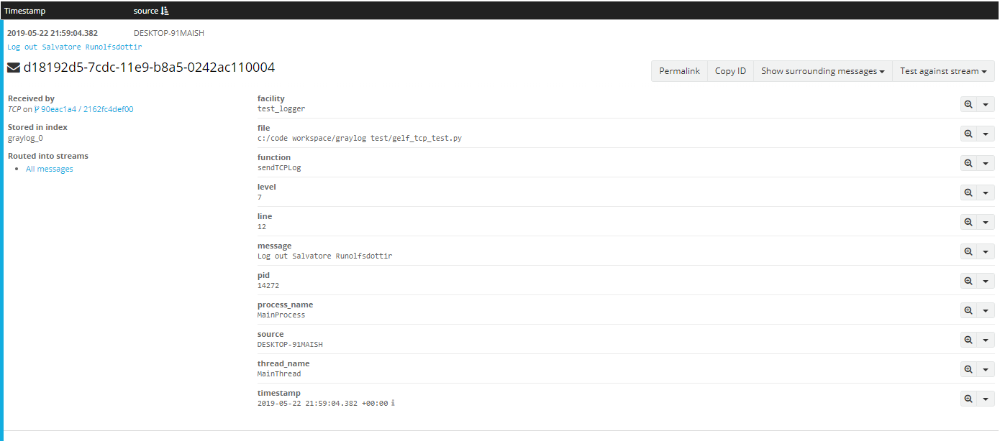 Timestamp source
2019-05-22 21:59:04.382 DESKTOP-91MAISH
Log out Salvatore Runolfsdottir
d18192d5-7cdc-11e9-b8a5-0242ac110004
Permalink Copy ID Show surrounding messages Test against stream
Received by
TCP on 90eac1a4 / 2162fc4def00
Stored in index
graylog_0
Routed into streams
All messages
facility
test_logger
file
c:/code workspace/graylog test/gelf_tcp_test.py
function
sendTCPLog
level
7
line
12
message
Log out Salvatore Runolfsdottir
pid
14272
process_name
MainProcess
source
DESKTOP-91MAISH
thread_name
MainThread
timestamp
2019-05-22 21:59:04.382 +00:00